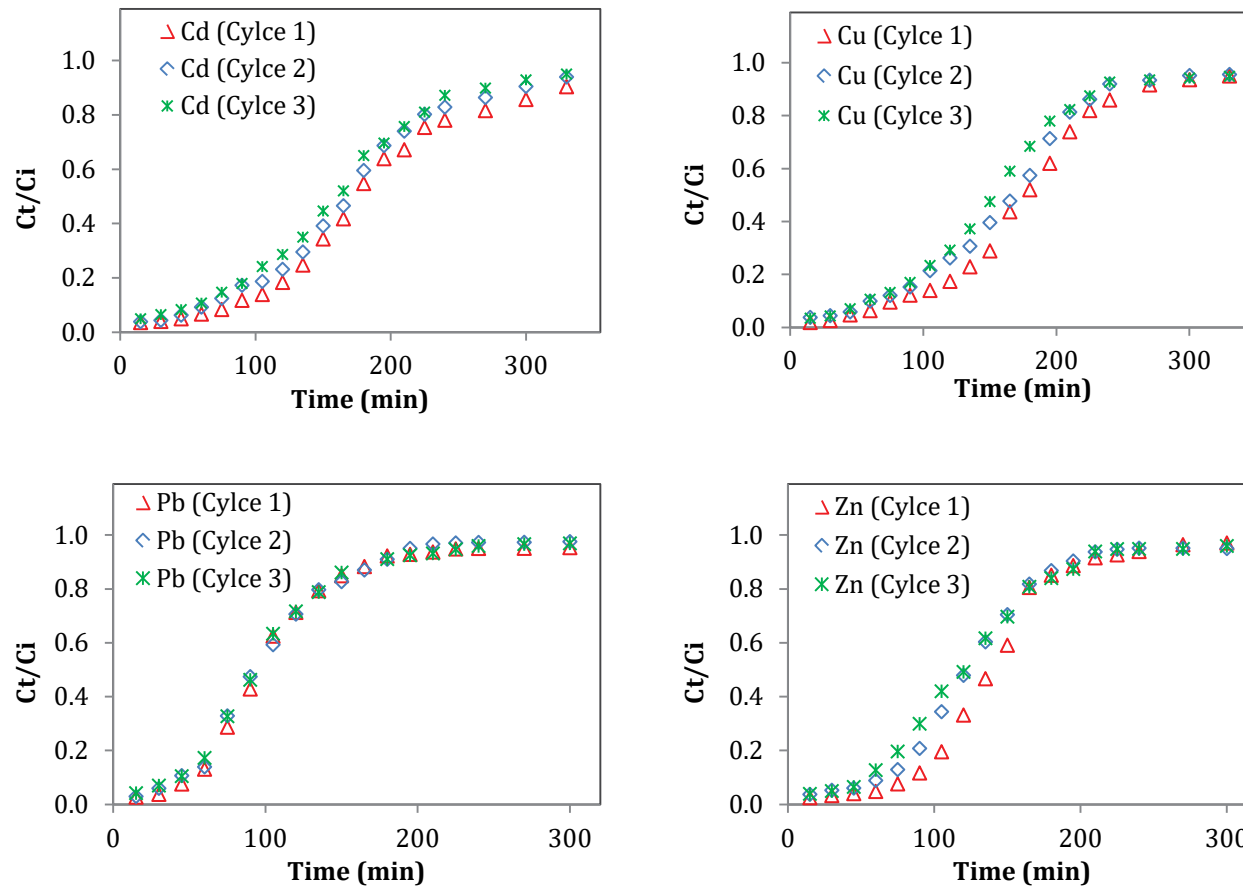 Cd (Cylce 1)
Cd (Cylce 2)
Cd (Cylce 3)
1.0
0.8
0.6
0.4
0.2
0.0
Ct/Ci
0 100 200 300
Time (min)
Cu (Cylce 1)
Cu (Cylce 2)
Cu (Cylce 3)
1.0
0.8
0.6
0.4
0.2
0.0
Ct/Ci
0 100 200 300
Time (min)
Pb (Cylce 1)
Pb (Cylce 2)
Pb (Cylce 3)
1.0
0.8
0.6
0.4
0.2
0.0
Ct/Ci
0 100 200 300
Time (min)
Zn (Cylce 1)
Zn (Cylce 2)
Zn (Cylce 3)
1.0
0.8
0.6
0.4
0.2
0.0
Ct/Ci
0 100 200 300
Time (min)